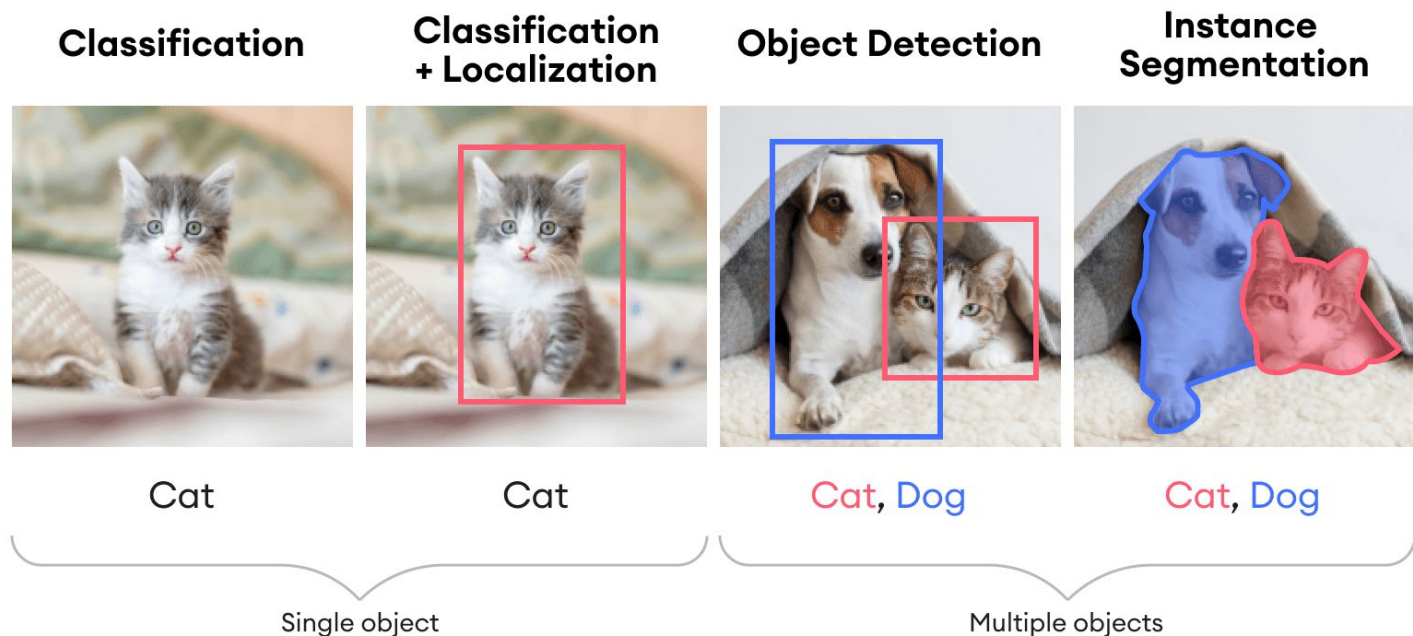 Classification
Classification
+ Localization
Object Detection
Instance
Segmentation
Cat
Cat
Cat, Dog
Cat, Dog
Single object
Multiple objects